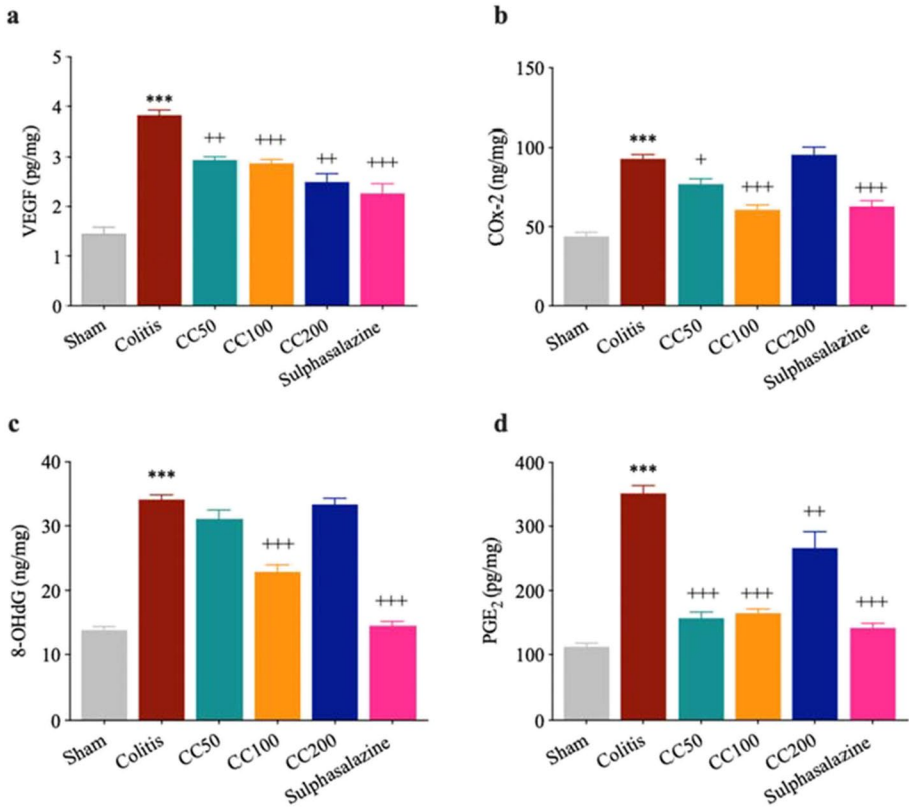 a
VEGF (pg/mg)
5
4
3
2
1
0
***
++
+++
++
+++
Sham
Colitis
CC50
CC100
CC200
Sulphasalazine
b
COx-2 (ng/mg)
150
100
50
0
***
+
+++
+++
Sham
Colitis
CC50
CC100
CC200
Sulphasalazine
c
8-OHdG (ng/mg)
40
30
20
10
0
***
+++
+++
Sham
Colitis
CC50
CC100
CC200
Sulphasalazine
d
PGE₂ (pg/mg)
400
300
200
100
0
***
+++
+++
++
+++
Sham
Colitis
CC50
CC100
CC200
Sulphasalazine